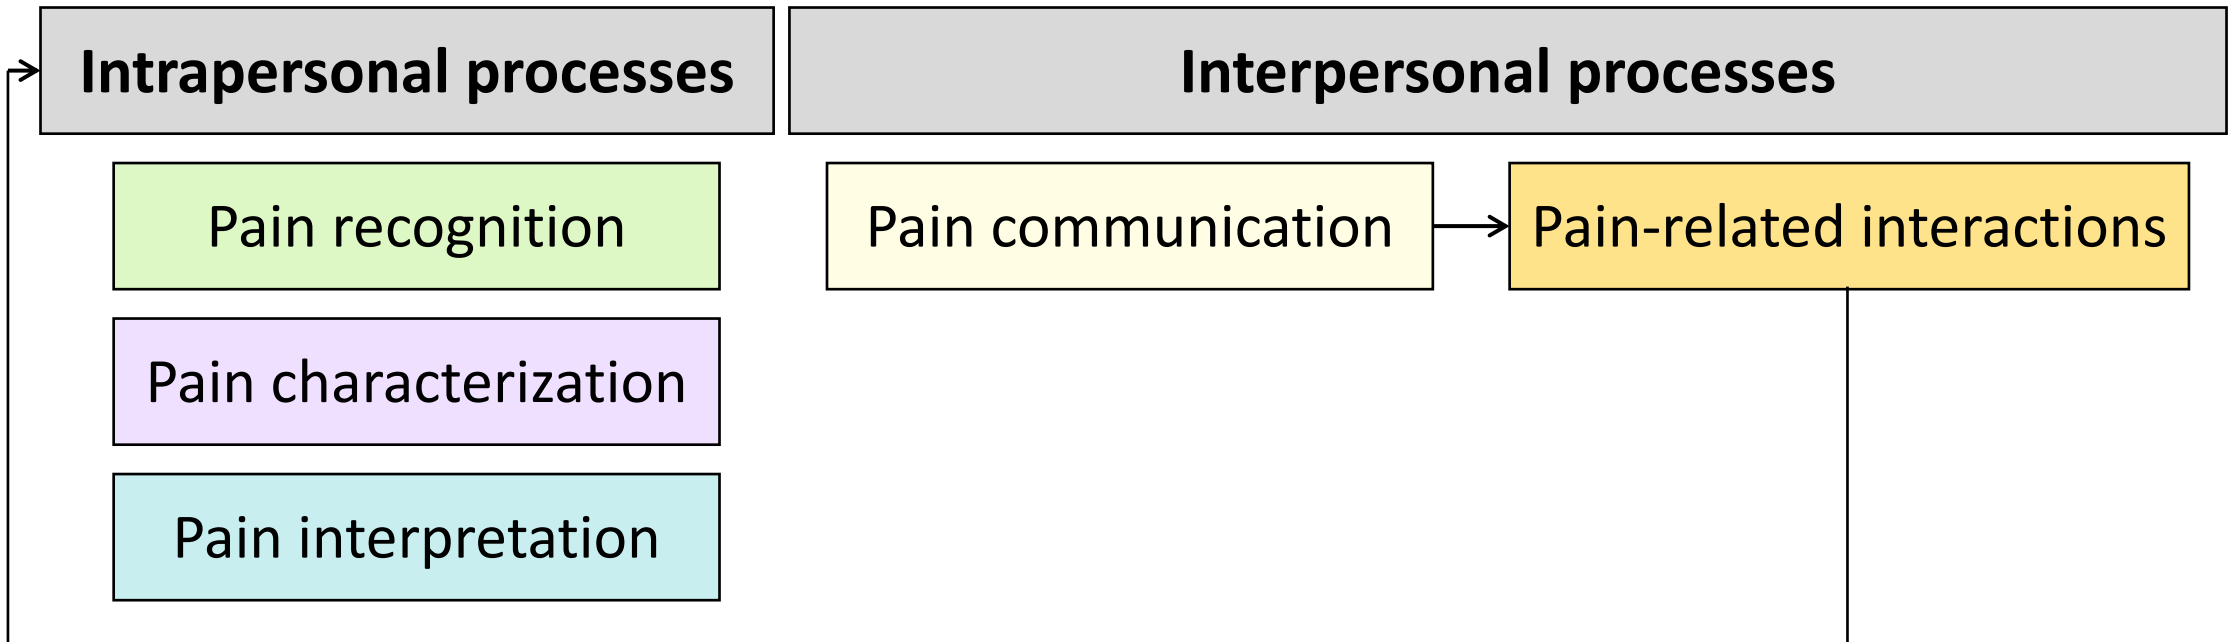 Intrapersonal processes
Interpersonal processes
Pain recognition
Pain communication
Pain-related interactions
Pain characterization
Pain interpretation